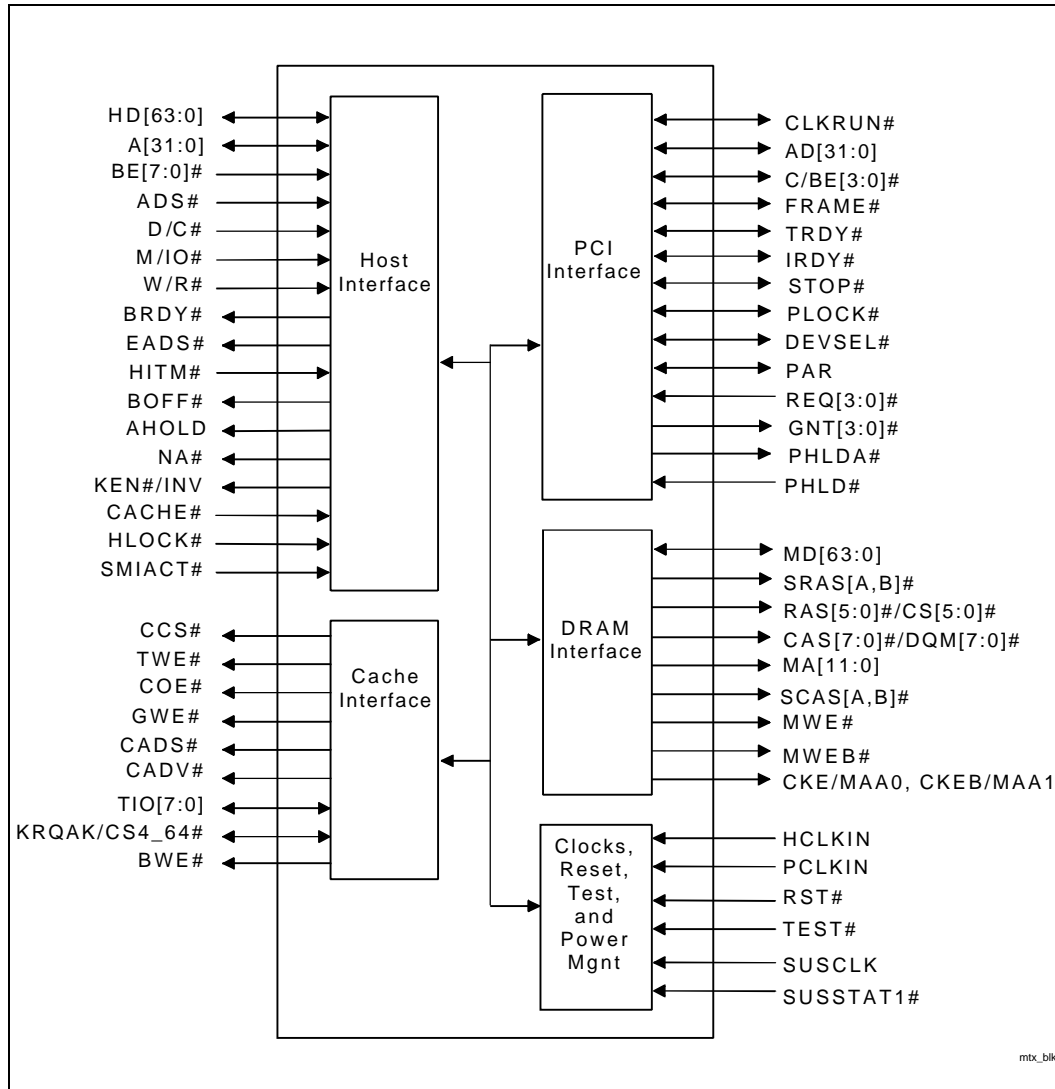 HD[63:0]
A[31:0]
BE[7:0]#
ADS#
D/C#
M/IO#
W/R#
BRDY#
EADS#
HITM#
BOFF#
AHOLD
NA#
KEN#/INV
CACHE#
HLOCK#
SMIACT#
Host
Interface
CCS#
TWE#
COE#
GWE#
CADS#
CADV#
TIO[7:0]
KRQAK/CS4_64#
BWE#
Cache
Interface
PCI
Interface
CLKRUN#
AD[31:0]
C/BE[3:0]#
FRAME#
TRDY#
IRDY#
STOP#
PLOCK#
DEVSEL#
PAR
REQ[3:0]#
GNT[3:0]#
PHLDA#
PHLD#
DRAM
Interface
MD[63:0]
SRAS[A,B]#
RAS[5:0]#/CS[5:0]#
CAS[7:0]#/DQM[7:0]#
MA[11:0]
SCAS[A,B]#
MWE#
MWEB#
CKE/MAA0, CKEB/MAA1
Clocks,
Reset,
Test,
and
Power
Mgnt
HCLKIN
PCLKIN
RST#
TEST#
SUSCLK
SUSSTAT1#
mtx_blk